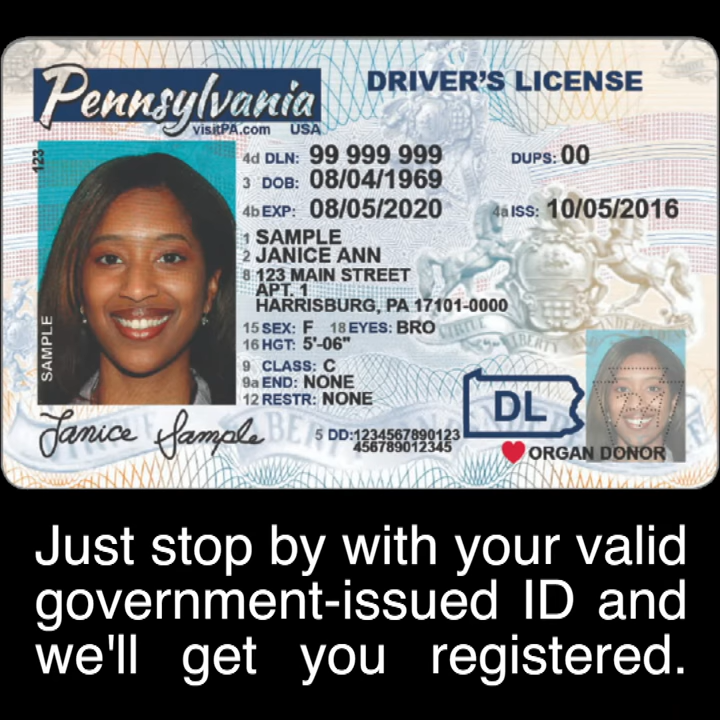 Pennsylvania
visitPA.com USA
DRIVER'S LICENSE
123
4d DLN: 99 999 999 DUPS: 00
3 DOB: 08/04/1969
4b EXP: 08/05/2020 4a ISS: 10/05/2016
1 SAMPLE
2 JANICE ANN
8 123 MAIN STREET
APT. 1
HARRISBURG, PA 17101-0000
15 SEX: F 18 EYES: BRO
16 HGT: 5'-06"
9 CLASS: C
9a END: NONE
12 RESTR: NONE
SAMPLE
Janice Sample
5 DD:1234567890123
456789012345
DL
ORGAN DONOR
Just stop by with your valid
government-issued ID and
we'll get you registered.